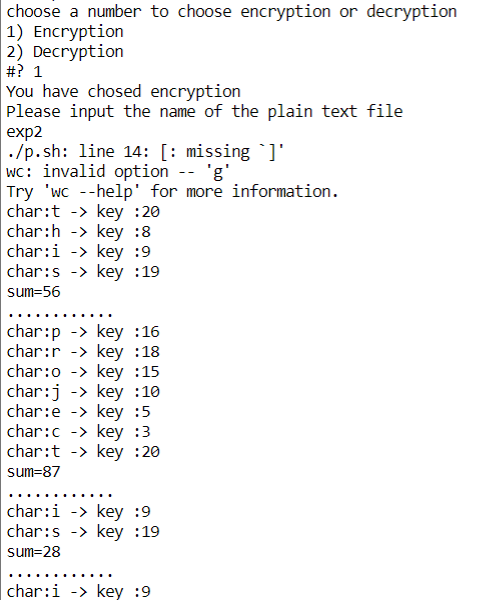 choose a number to choose encryption or decryption
1) Encryption
2) Decryption
#? 1
You have chosed encryption
Please input the name of the plain text file
exp2
./p.sh: line 14: [: missing `]'
wc: invalid option -- 'g'
Try 'wc --help' for more information.
char:t -> key :20
char:h -> key :8
char:i -> key :9
char:s -> key :19
sum=56
............
char:p -> key :16
char:r -> key :18
char:o -> key :15
char:j -> key :10
char:e -> key :5
char:c -> key :3
char:t -> key :20
sum=87
............
char:i -> key :9
char:s -> key :19
sum=28
............
char:i -> key :9